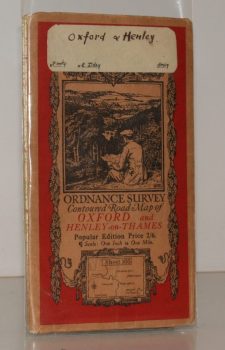 Oxford & Henley
ORDNANCE SURVEY
Contoured Road Map of
OXFORD and
HENLEY-on-THAMES
Popular Edition Price 2/6.
Scale: One Inch to One Mile.